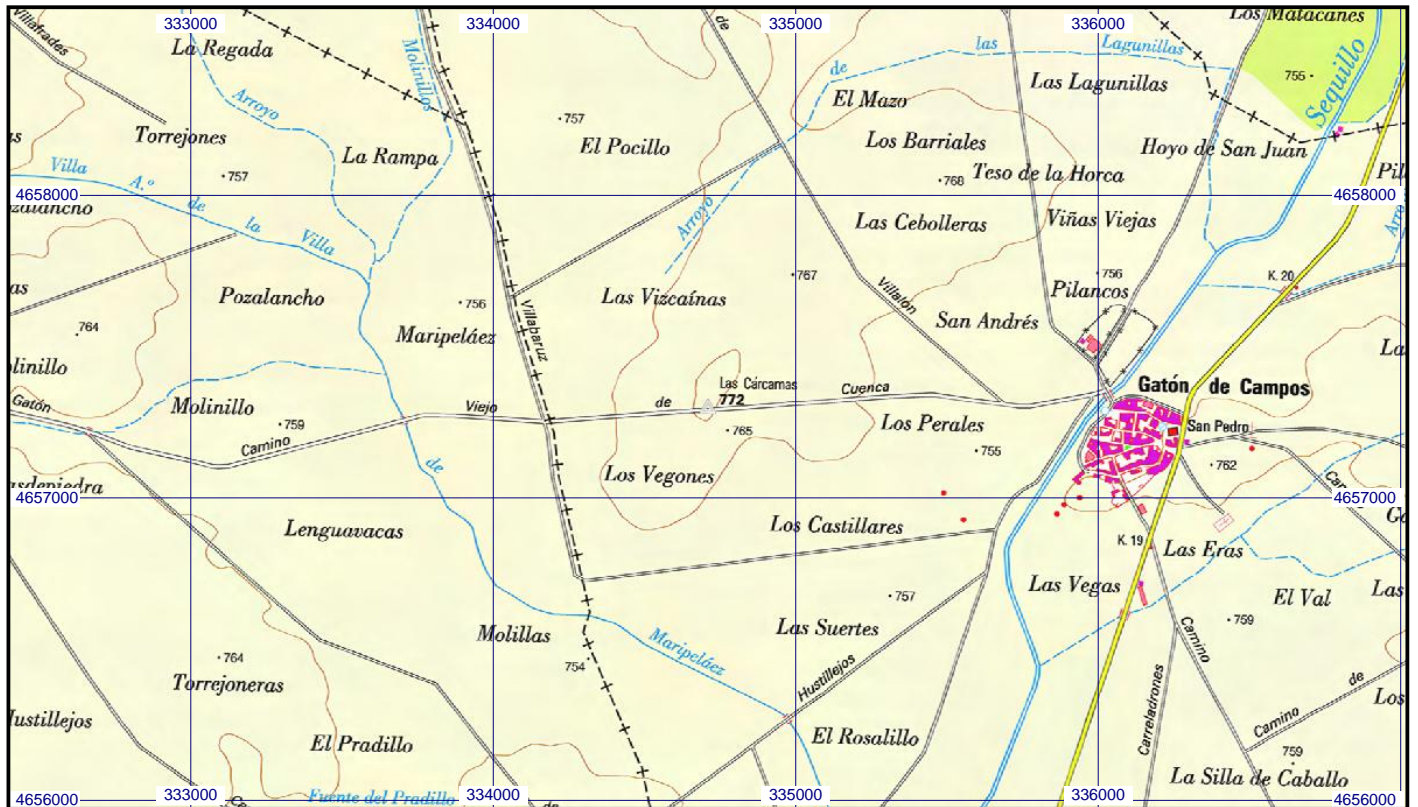 333000
334000
335000
336000
Los Matacanes
Villafrades
La Regada
Molinillos
de
las
Lagunillas
de
Sequillo
755
Las Lagunillas
El Mazo
Arroyo
757
Torrejones
La Rampa
El Pocillo
Los Barriales
Hoyo de San Juan
Villa
A.º
757
768
Teso de la Horca
4658000
4658000
de
la
Villa
Arroyo
Las Cebolleras
Viñas Viejas
767
756
K. 20
Pozalancho
756
Las Vizcaínas
Villalón
Pilancos
764
Maripeláez
Villabaruz
San Andrés
Gatón de Campos
Las Cárcamas
772
Cuenca
Gatón
Molinillo
Viejo
de
759
765
Los Perales
San Pedro
Camino
755
762
de
Los Vegones
4657000
4657000
Lenguavacas
Los Castillares
K. 19
Las Eras
Las Vegas
757
El Val
Las
759
Molillas
Las Suertes
Maripeláez
Camino
764
754
Torrejoneras
Hustillejos
de
Carreladrones
Los
El Pradillo
El Rosalillo
Camino
759
La Silla de Caballo
4656000
333000
Fuente del Pradillo
334000
335000
336000
4656000